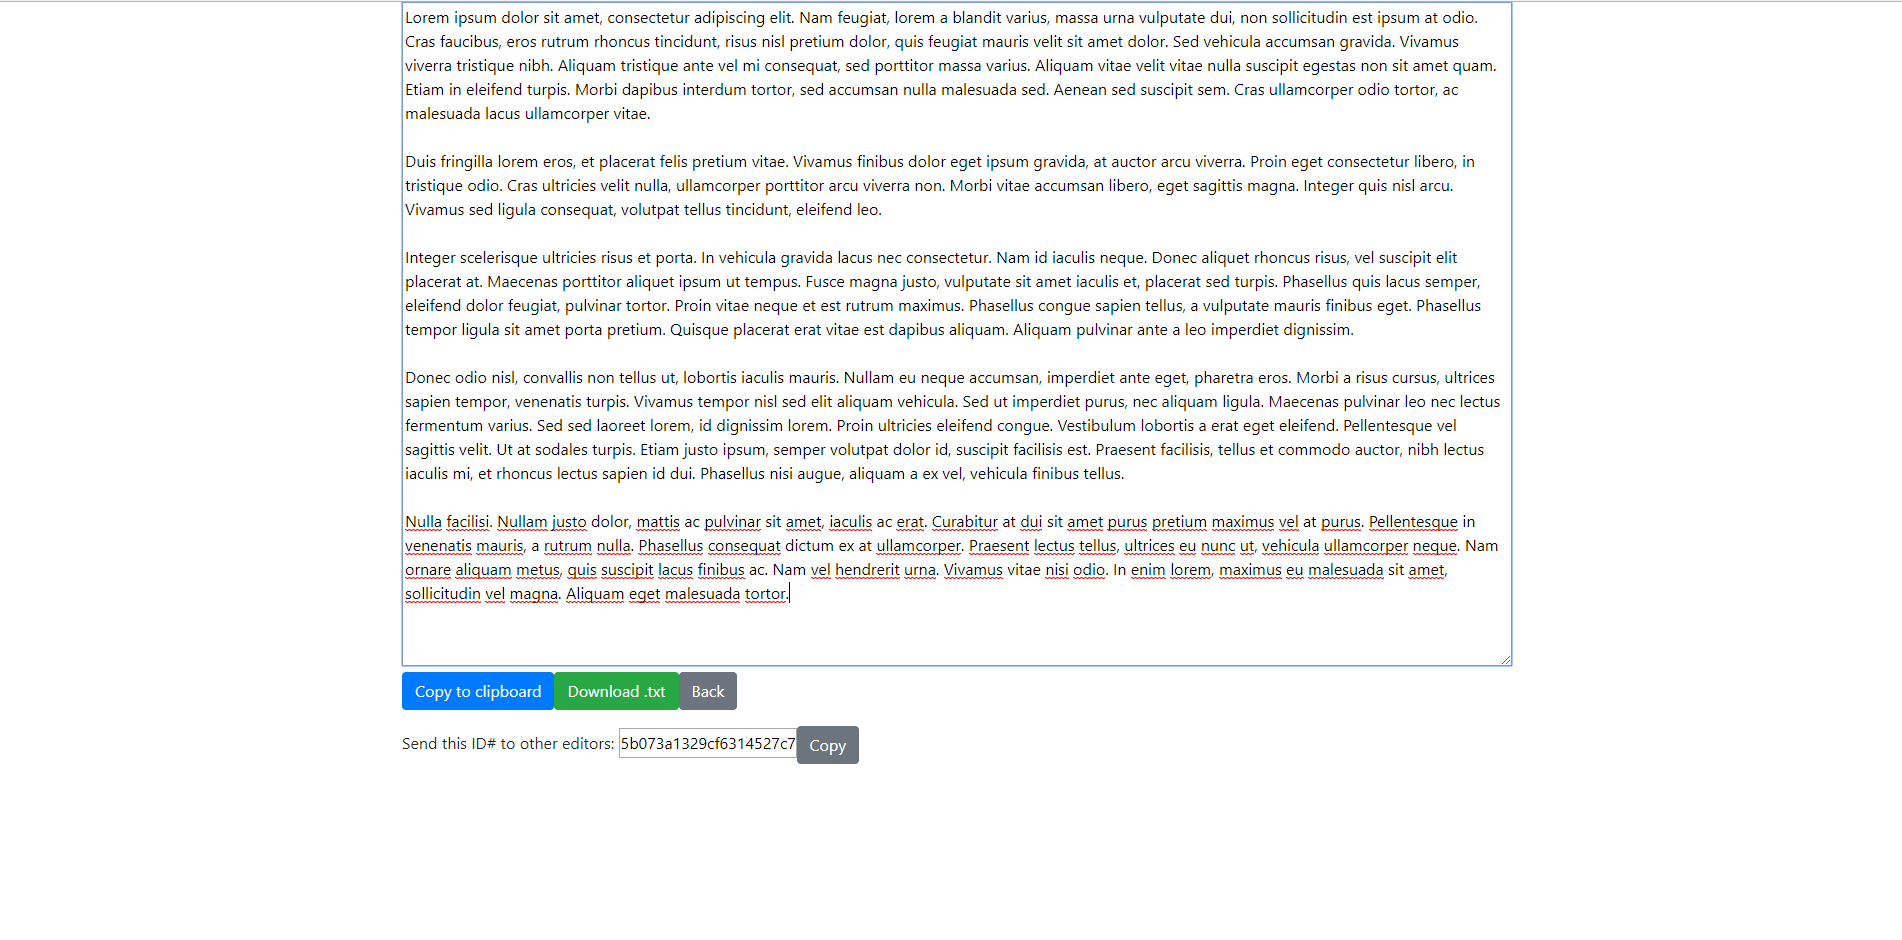 Lorem ipsum dolor sit amet, consectetur adipiscing elit. Nam feugiat, lorem a blandit varius, massa urna vulputate dui, non sollicitudin est ipsum at odio.
Cras faucibus, eros rutrum rhoncus tincidunt, risus nisl pretium dolor, quis feugiat mauris velit sit amet dolor. Sed vehicula accumsan gravida. Vivamus
viverra tristique nibh. Aliquam tristique ante vel mi consequat, sed porttitor massa varius. Aliquam vitae velit vitae nulla suscipit egestas non sit amet quam.
Etiam in eleifend turpis. Morbi dapibus interdum tortor, sed accumsan nulla malesuada sed. Aenean sed suscipit sem. Cras ullamcorper odio tortor, ac
malesuada lacus ullamcorper vitae.
Duis fringilla lorem eros, et placerat felis pretium vitae. Vivamus finibus dolor eget ipsum gravida, at auctor arcu viverra. Proin eget consectetur libero, in
tristique odio. Cras ultricies velit nulla, ullamcorper porttitor arcu viverra non. Morbi vitae accumsan libero, eget sagittis magna. Integer quis nisl arcu.
Vivamus sed ligula consequat, volutpat tellus tincidunt, eleifend leo.
Integer scelerisque ultricies risus et porta. In vehicula gravida lacus nec consectetur. Nam id iaculis neque. Donec aliquet rhoncus risus, vel suscipit elit
placerat at. Maecenas porttitor aliquet ipsum ut tempus. Fusce magna justo, vulputate sit amet iaculis et, placerat sed turpis. Phasellus quis lacus semper,
eleifend dolor feugiat, pulvinar tortor. Proin vitae neque et est rutrum maximus. Phasellus congue sapien tellus, a vulputate mauris finibus eget. Phasellus
tempor ligula sit amet porta pretium. Quisque placerat erat vitae est dapibus aliquam. Aliquam pulvinar ante a leo imperdiet dignissim.
Donec odio nisl, convallis non tellus ut, lobortis iaculis mauris. Nullam eu neque accumsan, imperdiet ante eget, pharetra eros. Morbi a risus cursus, ultrices
sapien tempor, venenatis turpis. Vivamus tempor nisl sed elit aliquam vehicula. Sed ut imperdiet purus, nec aliquam ligula. Maecenas pulvinar leo nec lectus
fermentum varius. Sed sed laoreet lorem, id dignissim lorem. Proin ultricies eleifend congue. Vestibulum lobortis a erat eget eleifend. Pellentesque vel
sagittis velit. Ut at sodales turpis. Etiam justo ipsum, semper volutpat dolor id, suscipit facilisis est. Praesent facilisis, tellus et commodo auctor, nibh lectus
iaculis mi, et rhoncus lectus sapien id dui. Phasellus nisi augue, aliquam a ex vel, vehicula finibus tellus.
Nulla facilisi. Nullam justo dolor, mattis ac pulvinar sit amet, iaculis ac erat. Curabitur at dui sit amet purus pretium maximus vel at purus. Pellentesque in
venenatis mauris, a rutrum nulla. Phasellus consequat dictum ex at ullamcorper. Praesent lectus tellus, ultrices eu nunc ut, vehicula ullamcorper neque. Nam
ornare aliquam metus, quis suscipit lacus finibus ac. Nam vel hendrerit urna. Vivamus vitae nisi odio. In enim lorem, maximus eu malesuada sit amet,
sollicitudin vel magna. Aliquam eget malesuada tortor.
Copy to clipboard Download .txt Back
Send this ID# to other editors: 5b073a1329cf6314527c7 Copy